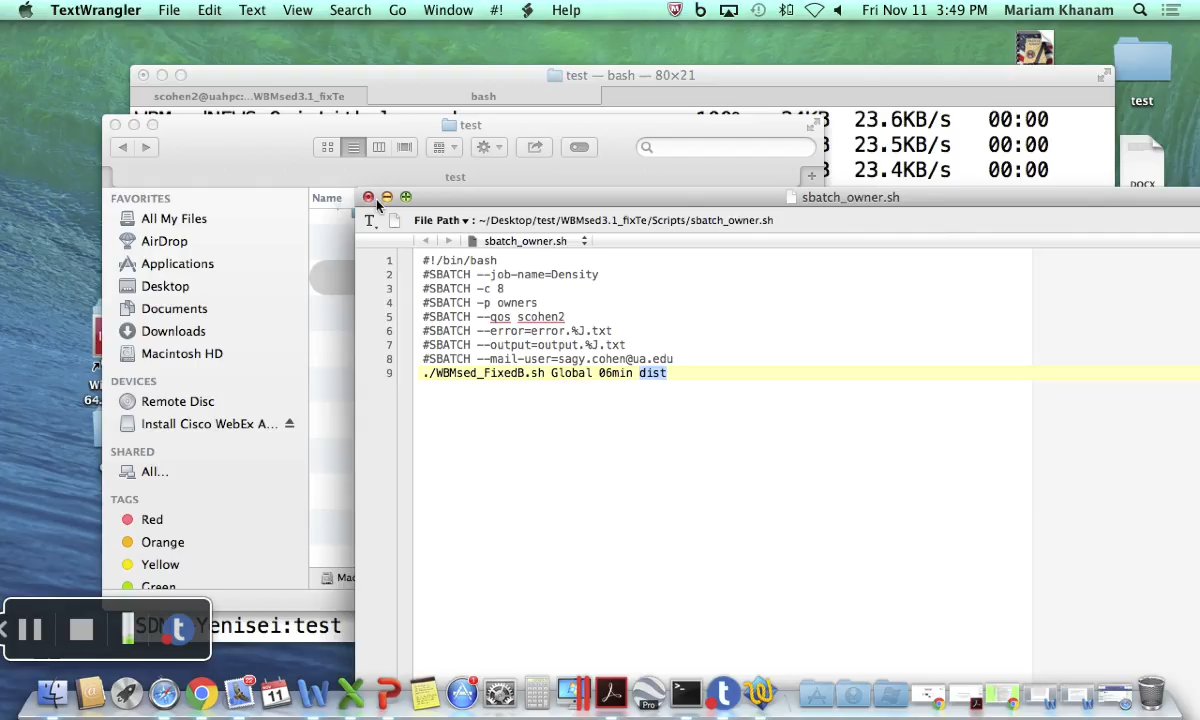 TextWrangler File Edit Text View Search Go Window #! Help Fri Nov 11 3:49 PM Mariam Khanam
test — bash — 80×21
test
scohen2@uahpc:...WBMsed3.1_fixTe bash
23.6KB/s 00:00
23.5KB/s 00:00
23.4KB/s 00:00
DOCX
test
test
FAVORITES
All My Files
AirDrop
Applications
Desktop
Documents
Downloads
Macintosh HD
DEVICES
Remote Disc
Install Cisco WebEx A...
SHARED
All...
TAGS
Red
Orange
Yellow
Green
Name
Mac
sbatch_owner.sh
File Path ▾ : ~/Desktop/test/WBMsed3.1_fixTe/Scripts/sbatch_owner.sh
sbatch_owner.sh
1 #!/bin/bash
2 #SBATCH --job-name=Density
3 #SBATCH -c 8
4 #SBATCH -p owners
5 #SBATCH --qos scohen2
6 #SBATCH --error=error.%J.txt
7 #SBATCH --output=output.%J.txt
8 #SBATCH --mail-user=sagy.cohen@ua.edu
9 ./WBMsed_FixedB.sh Global 06min dist
Yenisei:test
Pro